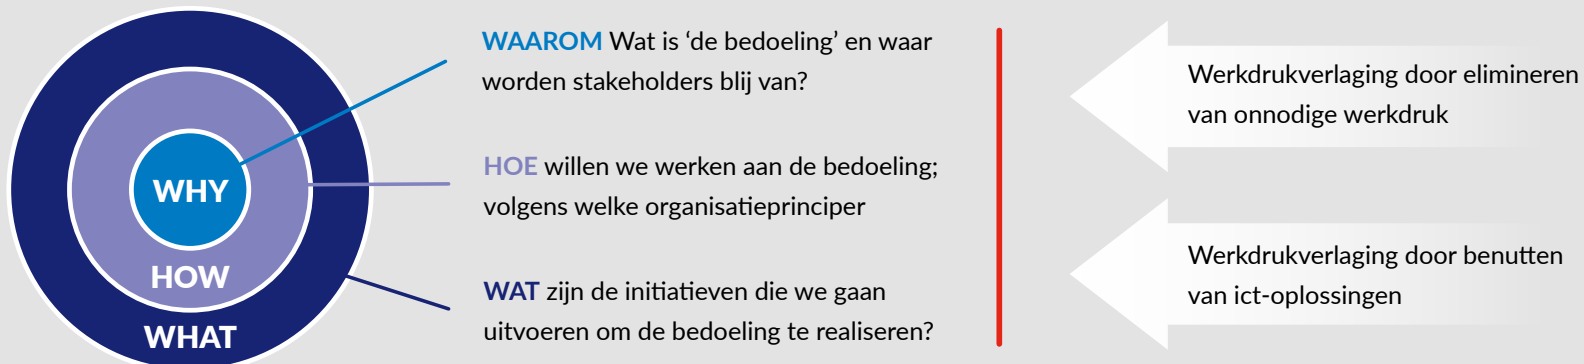 WHY
HOW
WHAT
WAAROM Wat is ‘de bedoeling’ en waar
worden stakeholders blij van?
HOE willen we werken aan de bedoeling;
volgens welke organisatieprinciper
WAT zijn de initiatieven die we gaan
uitvoeren om de bedoeling te realiseren?
Werkdrukverlaging door elimineren
van onnodige werkdruk
Werkdrukverlaging door benutten
van ict-oplossingen